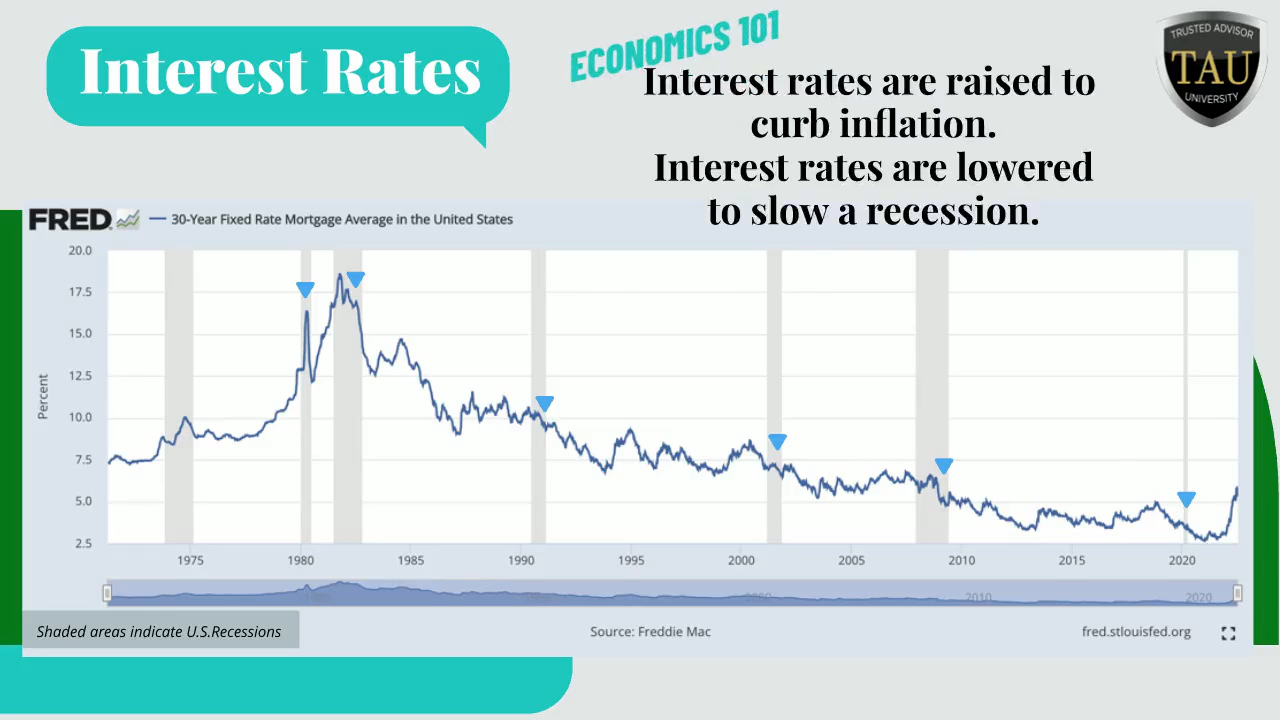 Interest Rates
ECONOMICS 101
Interest rates are raised to
curb inflation.
Interest rates are lowered
to slow a recession.
TRUSTED ADVISOR
TAU
UNIVERSITY
FRED
30-Year Fixed Rate Mortgage Average in the United States
20.0
17.5
15.0
12.5
10.0
7.5
5.0
2.5
Percent
1975 1980 1985 1990 1995 2000 2005 2010 2015 2020
2000 2010 2020
Shaded areas indicate U.S.Recessions
Source: Freddie Mac
fred.stlouisfed.org